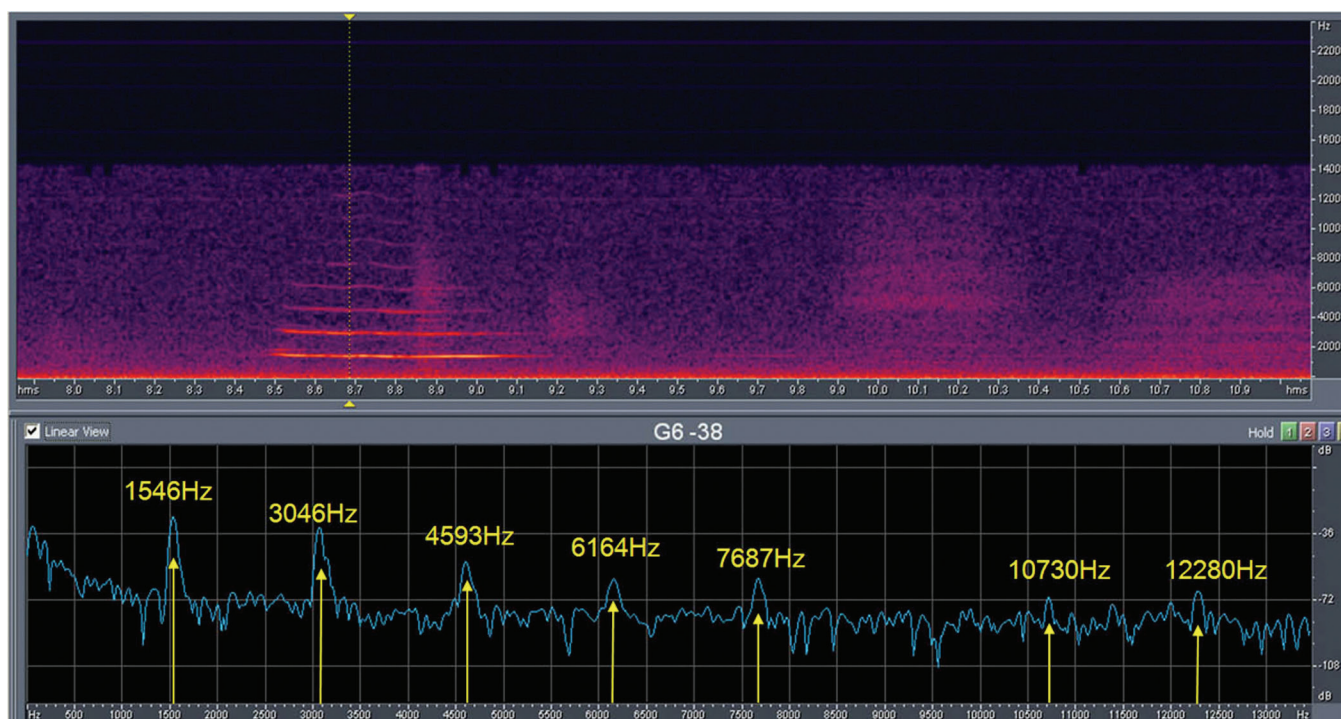 Hz
22000
20000
18000
16000
14000
12000
10000
8000
6000
4000
2000
hms 8.0 8.1 8.2 8.3 8.4 8.5 8.6 8.7 8.8 8.9 9.0 9.1 9.2 9.3 9.4 9.5 9.6 9.7 9.8 9.9 10.0 10.1 10.2 10.3 10.4 10.5 10.6 10.7 10.8 10.9 hms
Linear View G6 -38 Hold 1 2 3
dB
1546Hz 3046Hz 4593Hz 6164Hz 7687Hz 10730Hz 12280Hz
-36
-72
-108
dB
Hz 500 1000 1500 2000 2500 3000 3500 4000 4500 5000 5500 6000 6500 7000 7500 8000 8500 9000 9500 10000 10500 11000 11500 12000 12500 13000